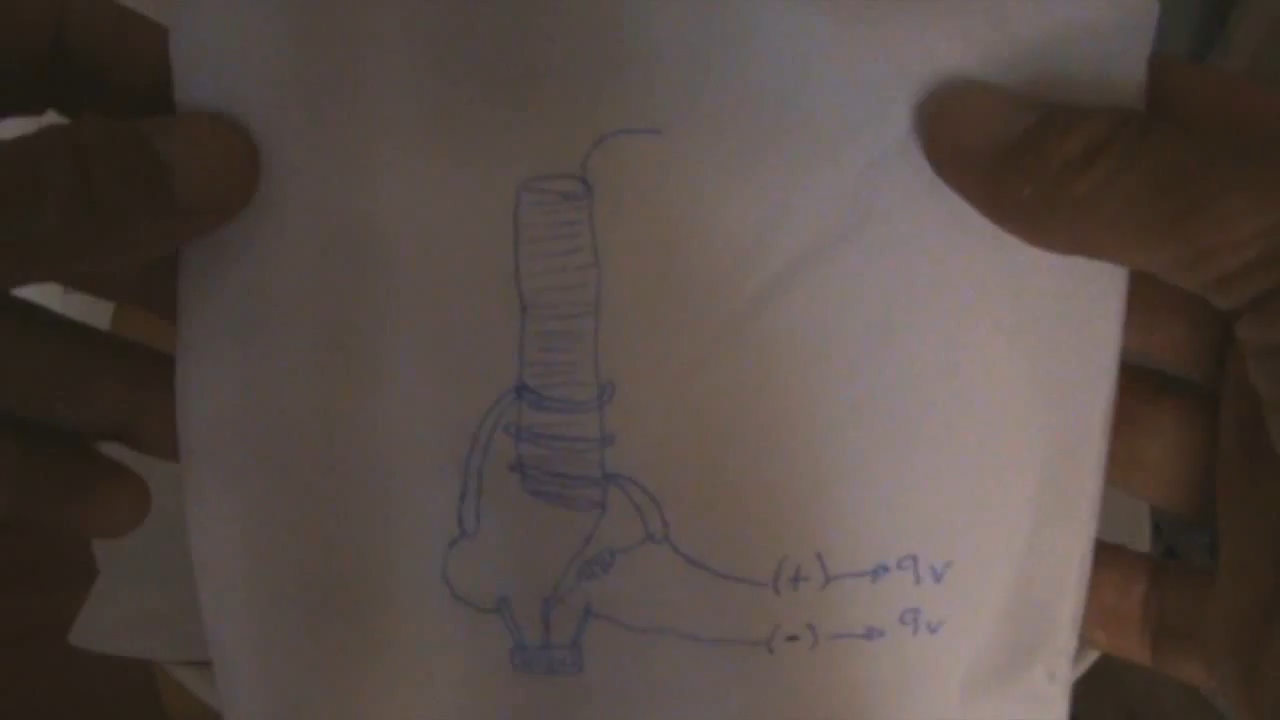 (+) → 9v
(-) → 9v